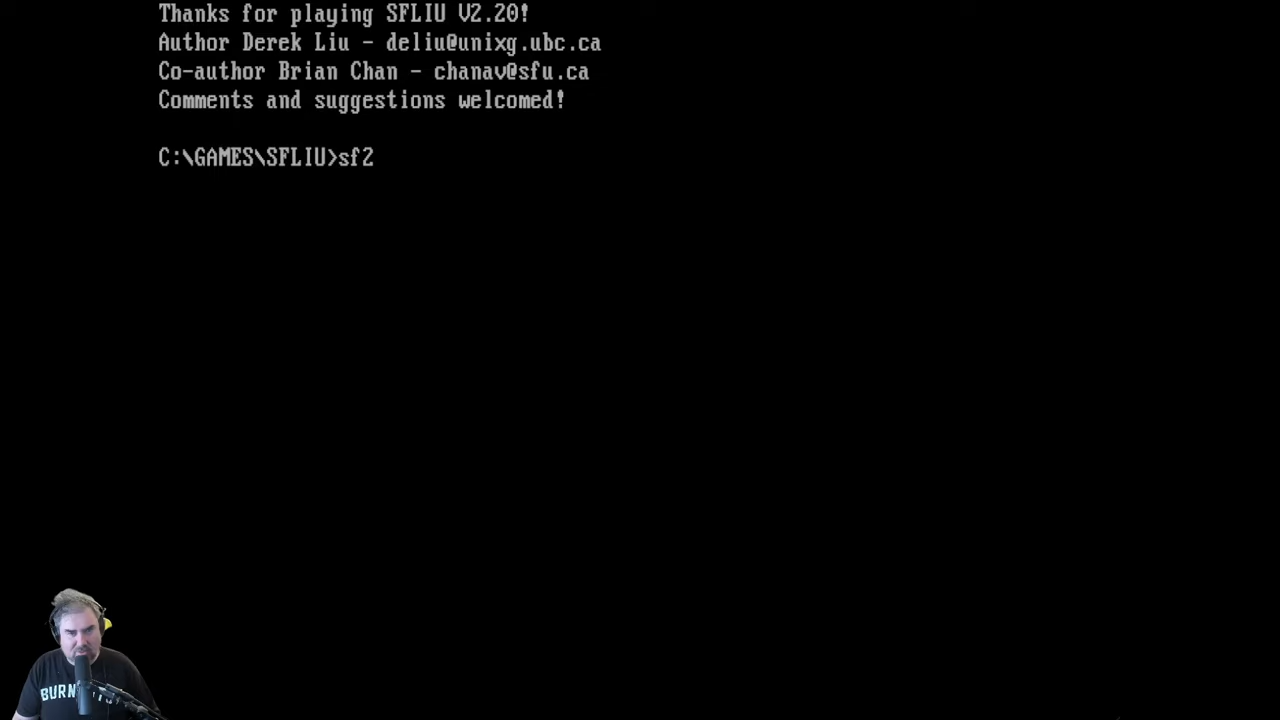 Thanks for playing SFLIU V2.20!
Author Derek Liu - deliu@unixg.ubc.ca
Co-author Brian Chan - chanav@sfu.ca
Comments and suggestions welcomed!
C:\GAMES\SFLIU>sf2
BURN